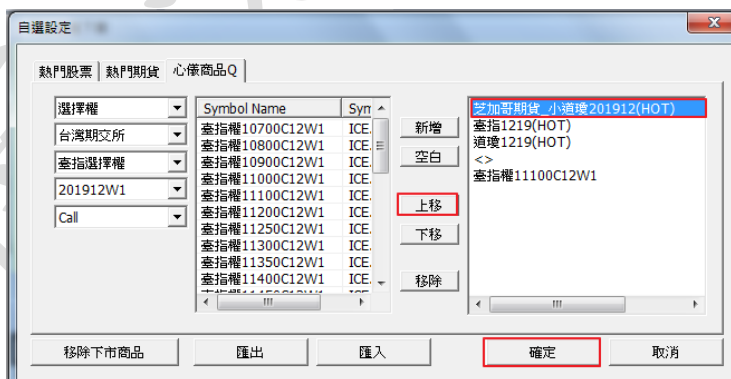 自選設定
熱門股票 熱門期貨 心儀商品Q
選擇權
台灣期交所
臺指選擇權
201912W1
Call
Symbol Name Sym
臺指權10700C12W1 ICE.
臺指權10800C12W1 ICE.
臺指權10900C12W1 ICE.
臺指權11000C12W1 ICE.
臺指權11100C12W1 ICE.
臺指權11200C12W1 ICE.
臺指權11250C12W1 ICE.
臺指權11300C12W1 ICE.
臺指權11350C12W1 ICE.
臺指權11400C12W1 ICE.
新增
空白
上移
下移
移除
芝加哥期貨_小道瓊201912(HOT)
臺指1219(HOT)
道瓊1219(HOT)
<>
臺指權11100C12W1
移除下市商品 匯出 匯入 確定 取消